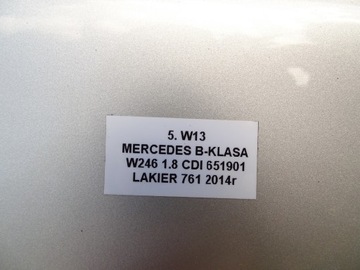 5. W13
MERCEDES B-KLASA
W246 1.8 CDI 651901
LAKIER 761 2014r